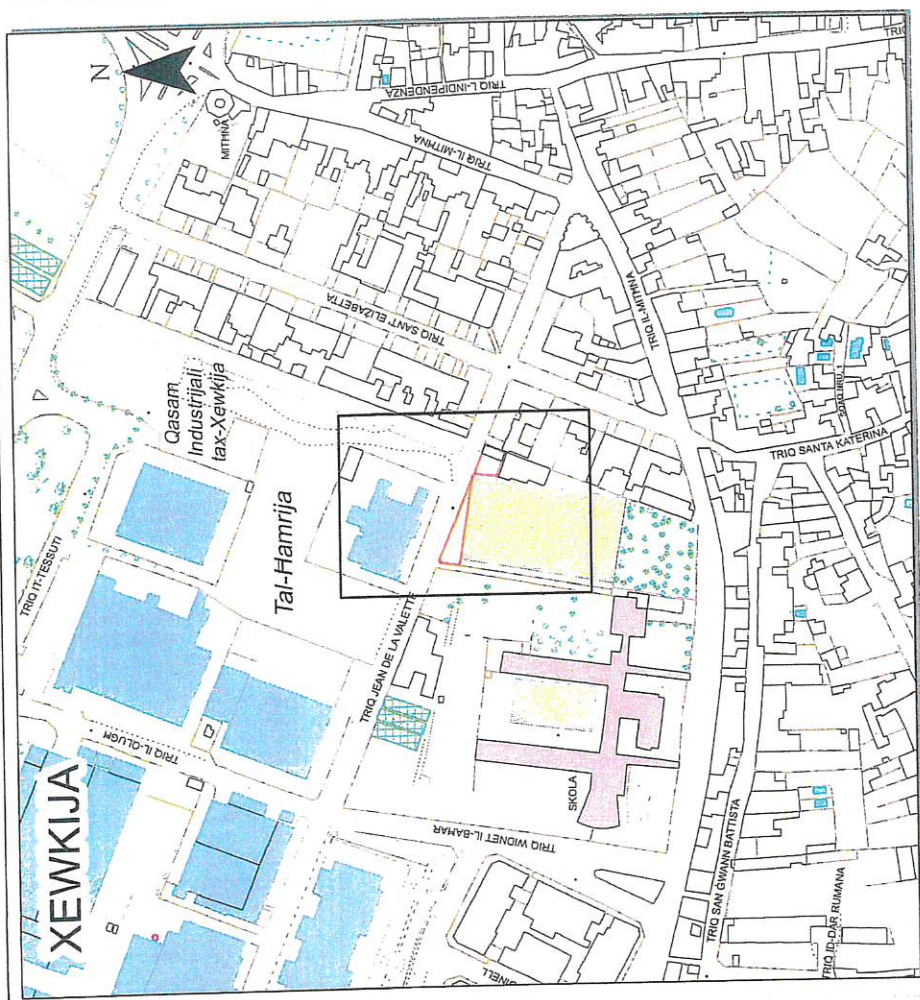 XEWKIJA
N
MITHNA
TRIQ L-INDIPENDENZA
TRIQ IL-MITHNA
TRIQ SANT' ELIZABETTA
Qasam
Industrijali
tax-Xewkija
Tal-Hamrija
TRIQ IT-TESSUTI
TRIQ IL-QLUGH
TRIQ JEAN DE LA VALETTE
TRIQ IL-MITHNA
TRIQ SANTA KATERINA
SKOLA
TRIQ WIDNET IL-BAHAR
TRIQ SAN GWANN BATTISTA
TRIQ ID-DAR RUMANA